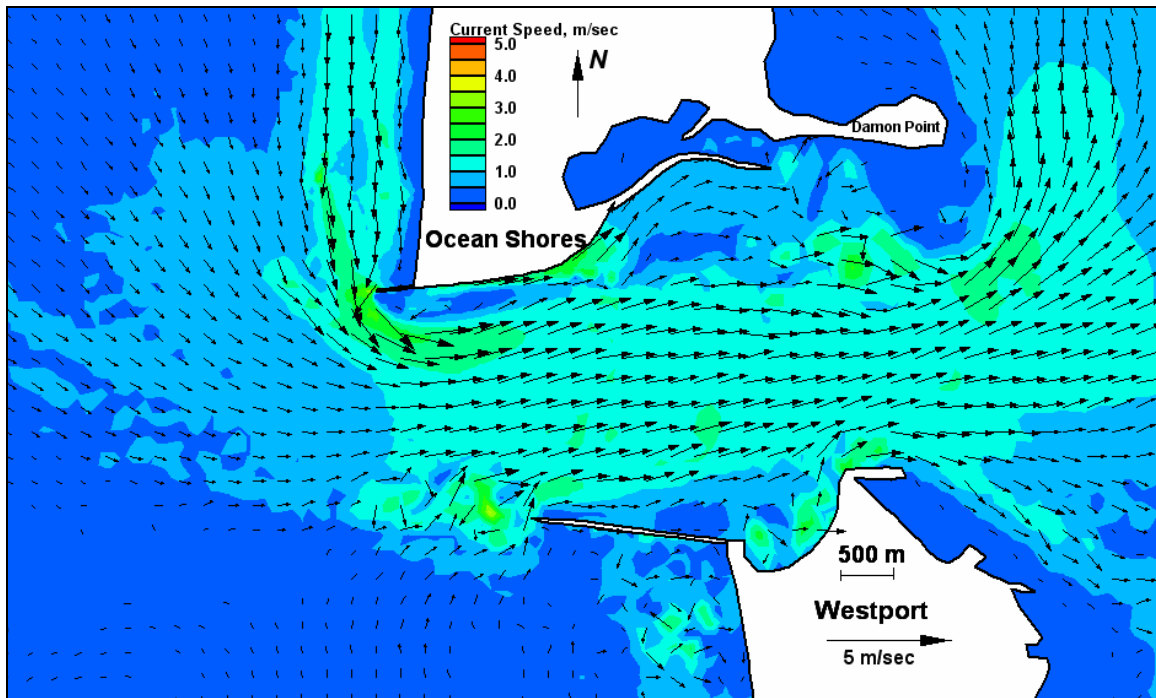 Current Speed, m/sec
5.0
4.0
3.0
2.0
1.0
0.0
N
Damon Point
Ocean Shores
500 m
Westport
5 m/sec